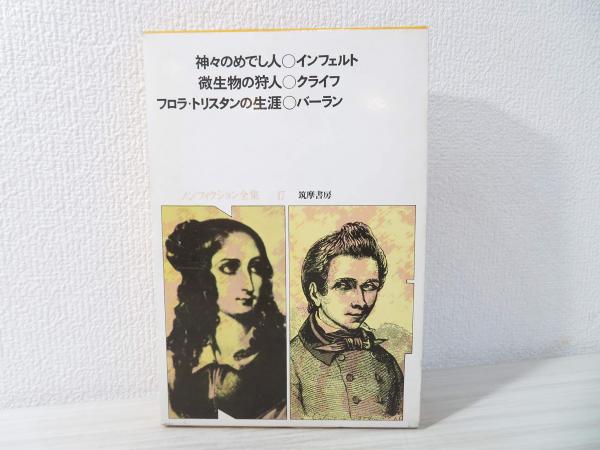 神々のめでし人○インフェルト
微生物の狩人○クライフ
フロラ・トリスタンの生涯○バーラン
ノンフィクション全集 17 筑摩書房